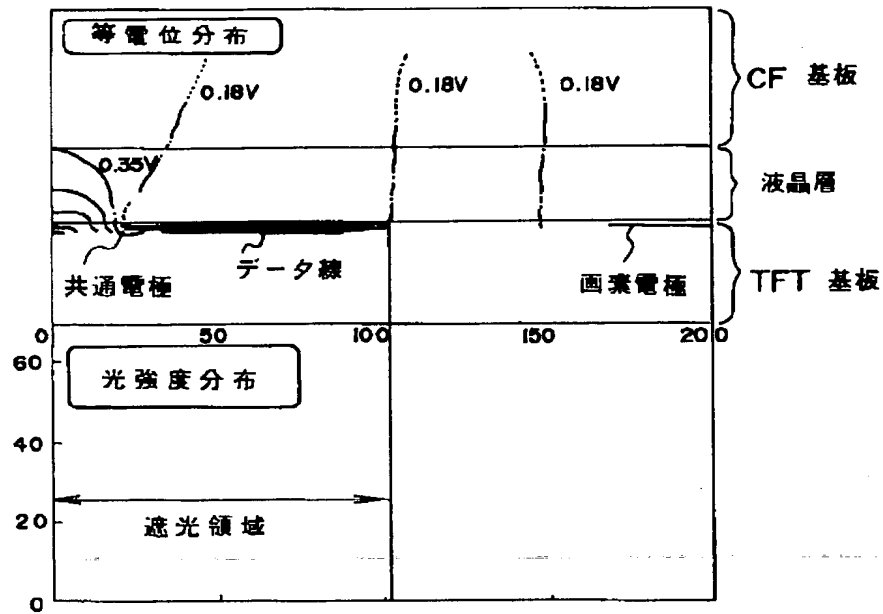 等電位分布
0.18V
0.18V
0.18V
CF 基板
0.35V
液晶層
共通電極
データ線
画素電極
TFT 基板
0
50
100
150
200
60
光強度分布
40
20
遮光領域
0